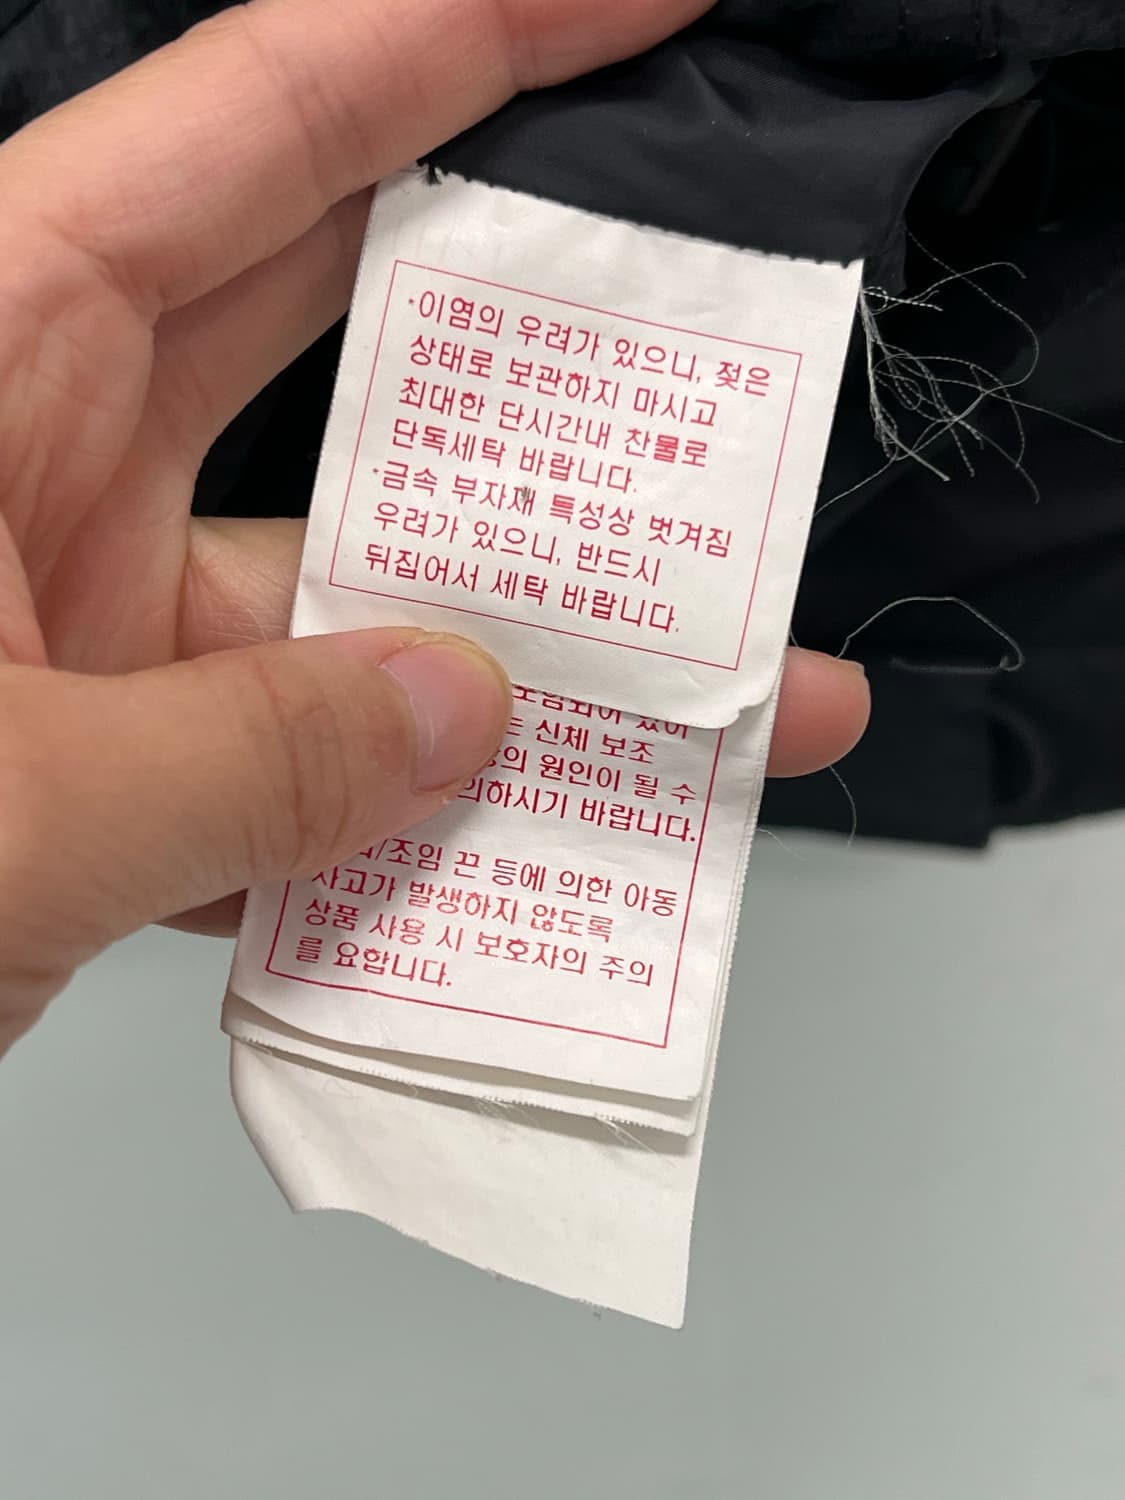 *이염의 우려가 있으니, 젖은
상태로 보관하지 마시고
최대한 단시간내 찬물로
단독세탁 바랍니다.
*금속 부자재 특성상 벗겨짐
우려가 있으니, 반드시
뒤집어서 세탁 바랍니다.
있어
신체 보조
원인이 될 수
바랍니다.
끈 등에 의한 아동
사고가 발생하지 않도록
상품 사용 시 보호자의 주의
를 요합니다.